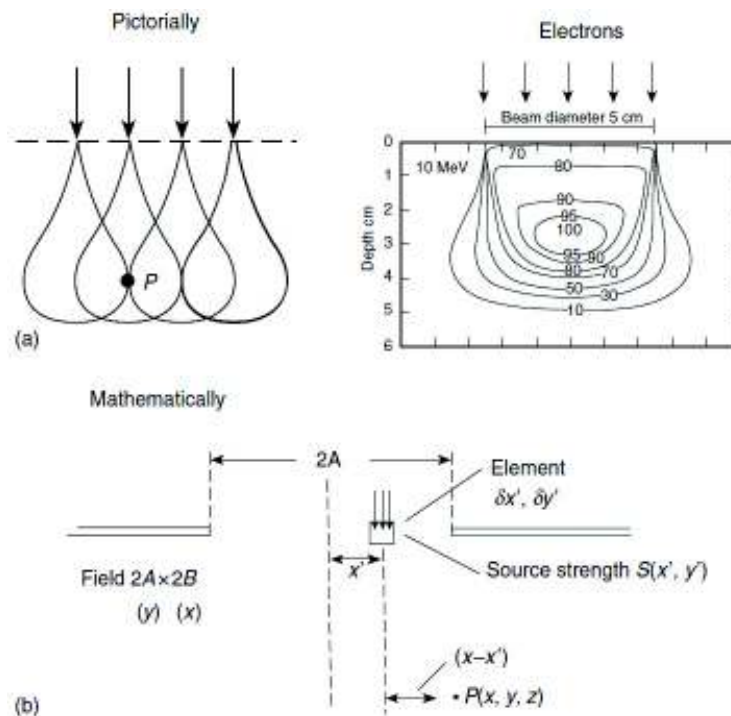 Pictorially
P
(a)
Electrons
Beam diameter 5 cm
10 MeV
Depth cm
0
1
2
3
4
5
6
70
80
90
95
100
95
90
80
70
50
30
10
Mathematically
2A
Element
δx', δy'
x'
Source strength S(x', y')
Field 2A×2B
(y) (x)
(x–x')
• P(x, y, z)
(b)